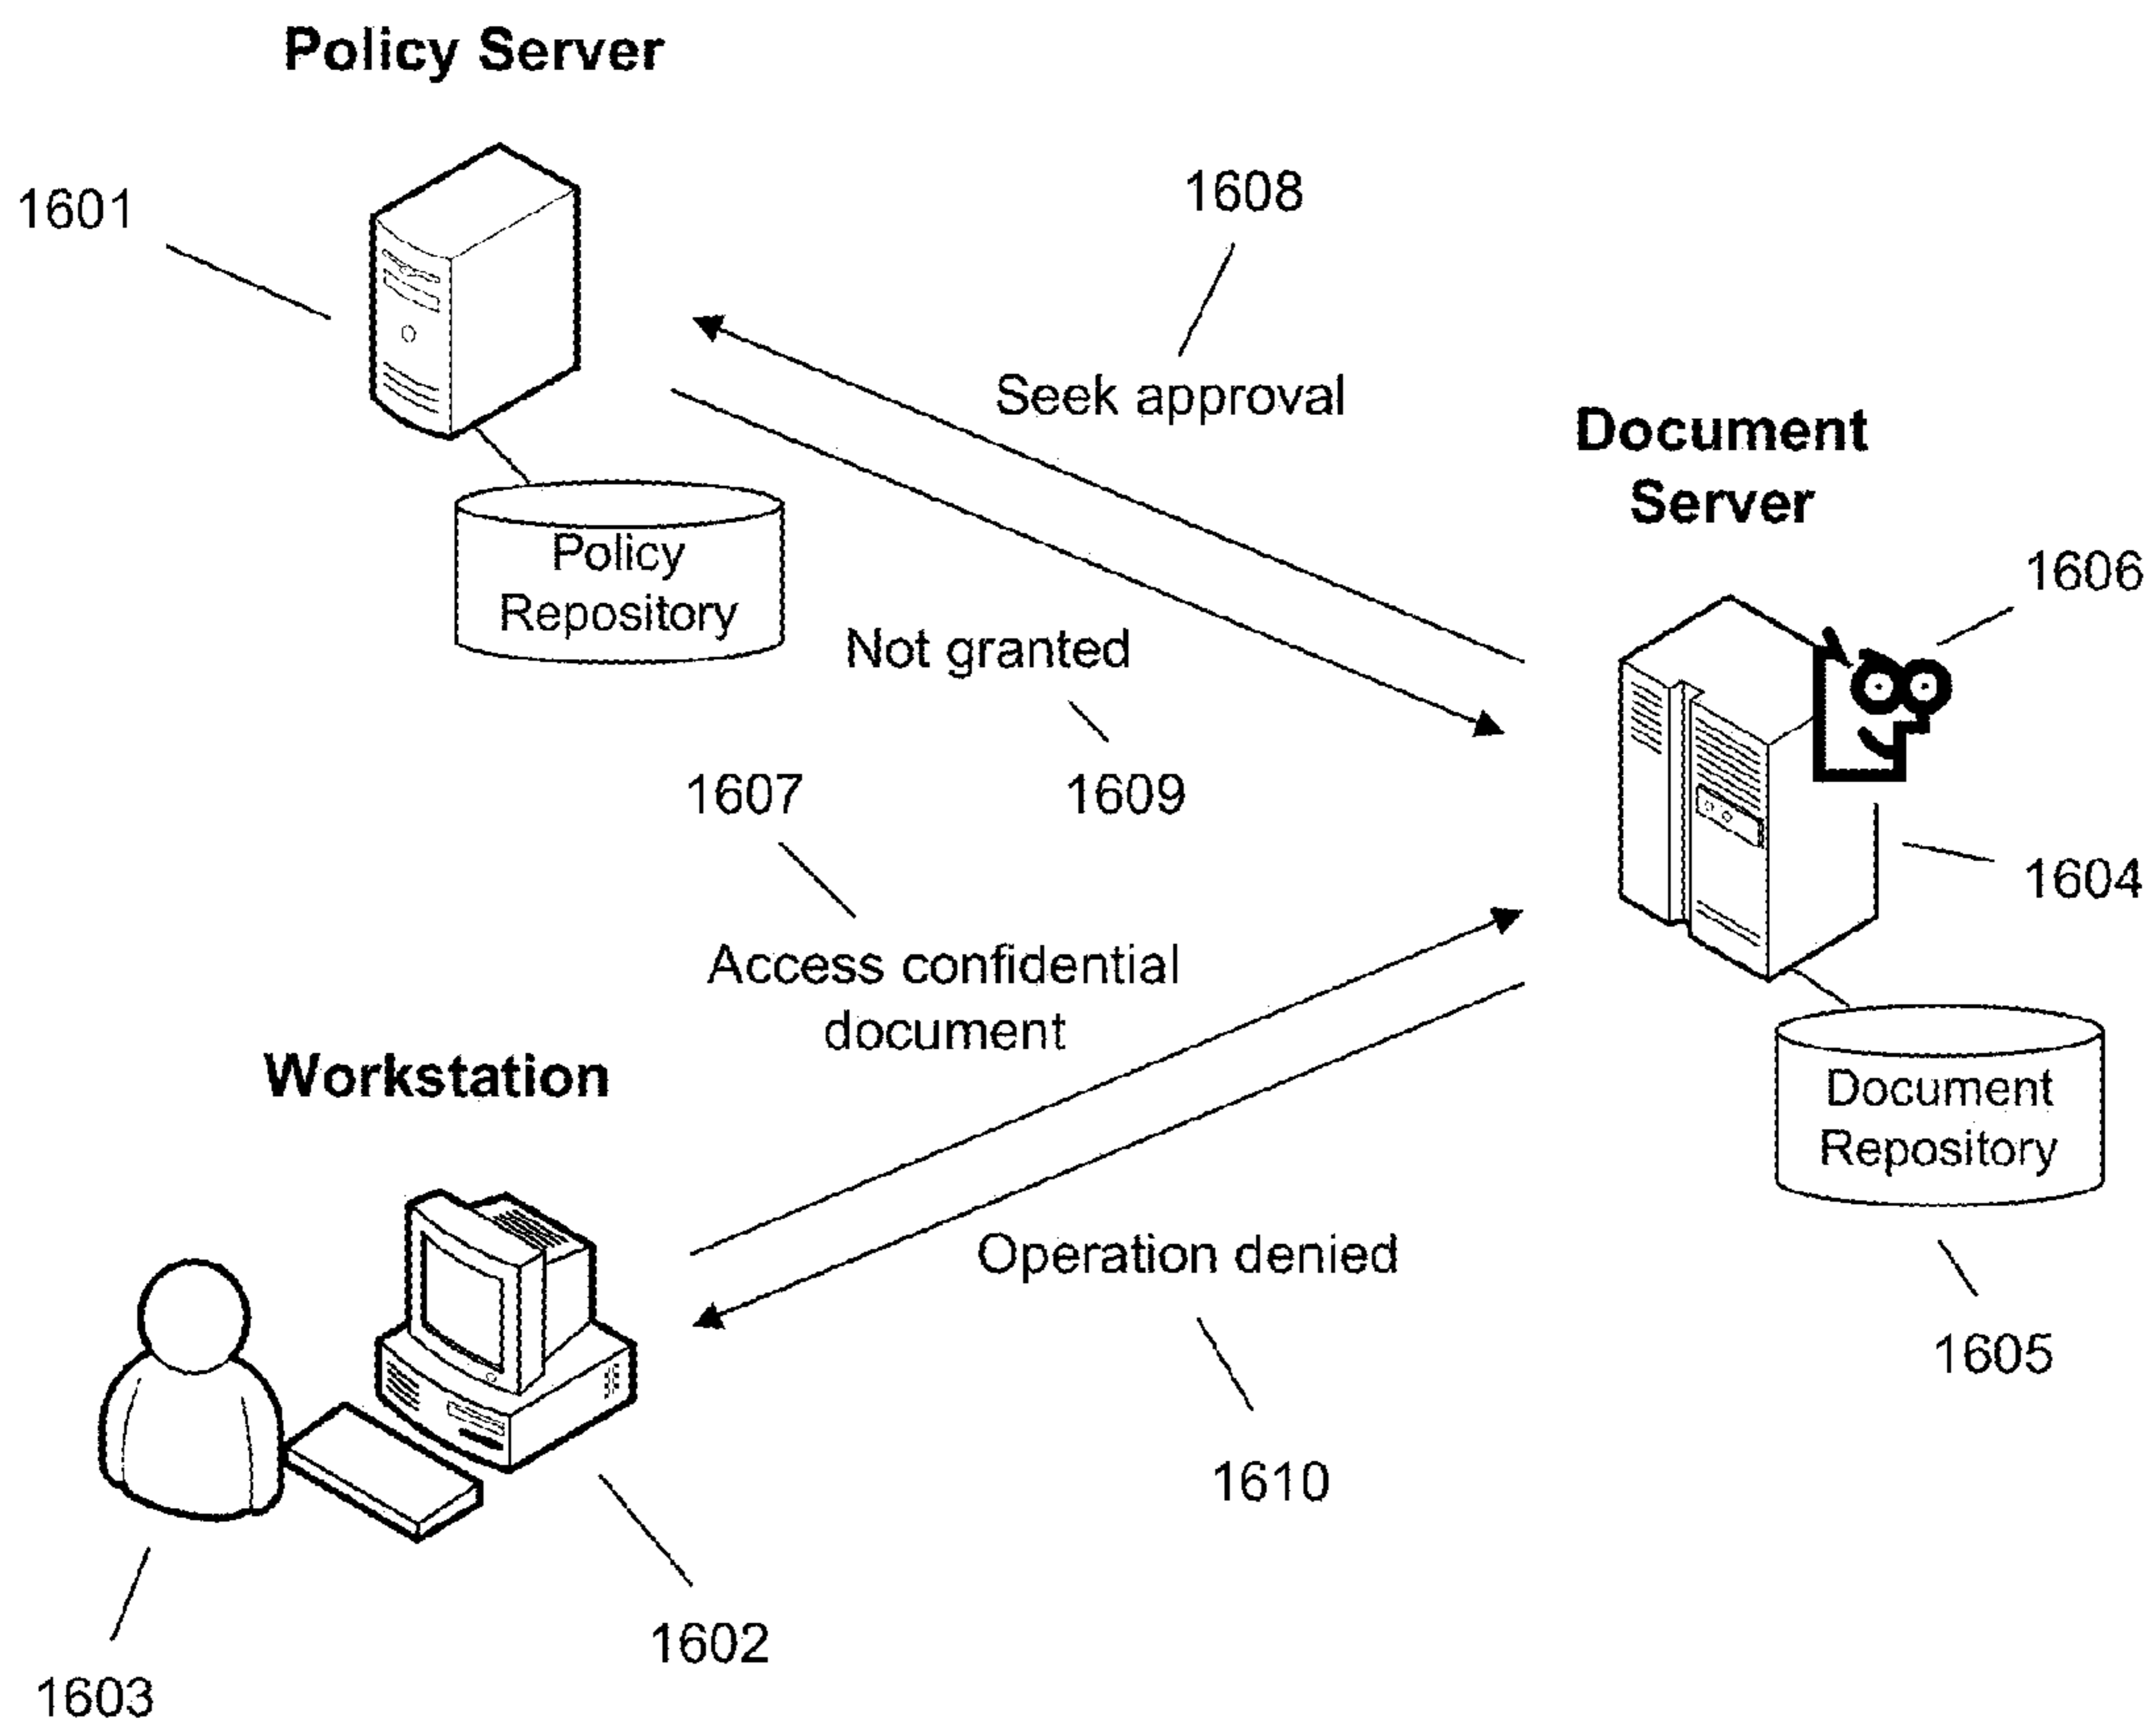 Policy Server
1601
1608
Seek approval
Document
Server
1606
Policy
Repository
Not granted
1607
1609
1604
Access confidential
document
Workstation
Document
Repository
Operation denied
1605
1610
1602
1603